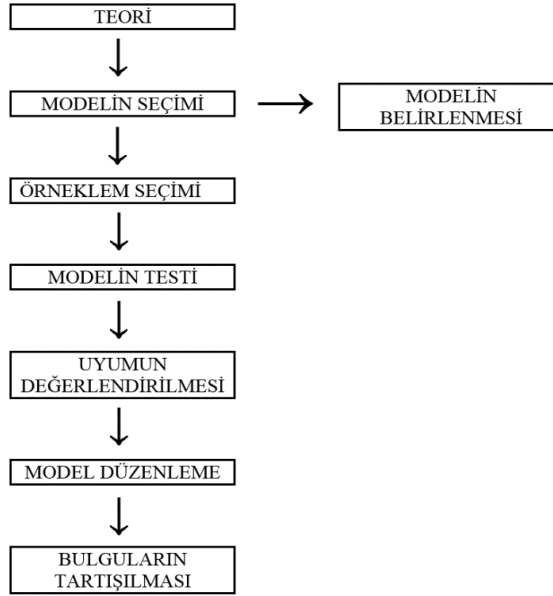 TEORİ
MODELİN SEÇİMİ
MODELİN
BELİRLENMESİ
ÖRNEKLEM SEÇİMİ
MODELİN TESTİ
UYUMUN
DEĞERLENDİRİLMESİ
MODEL DÜZENLEME
BULGULARIN
TARTIŞILMASI